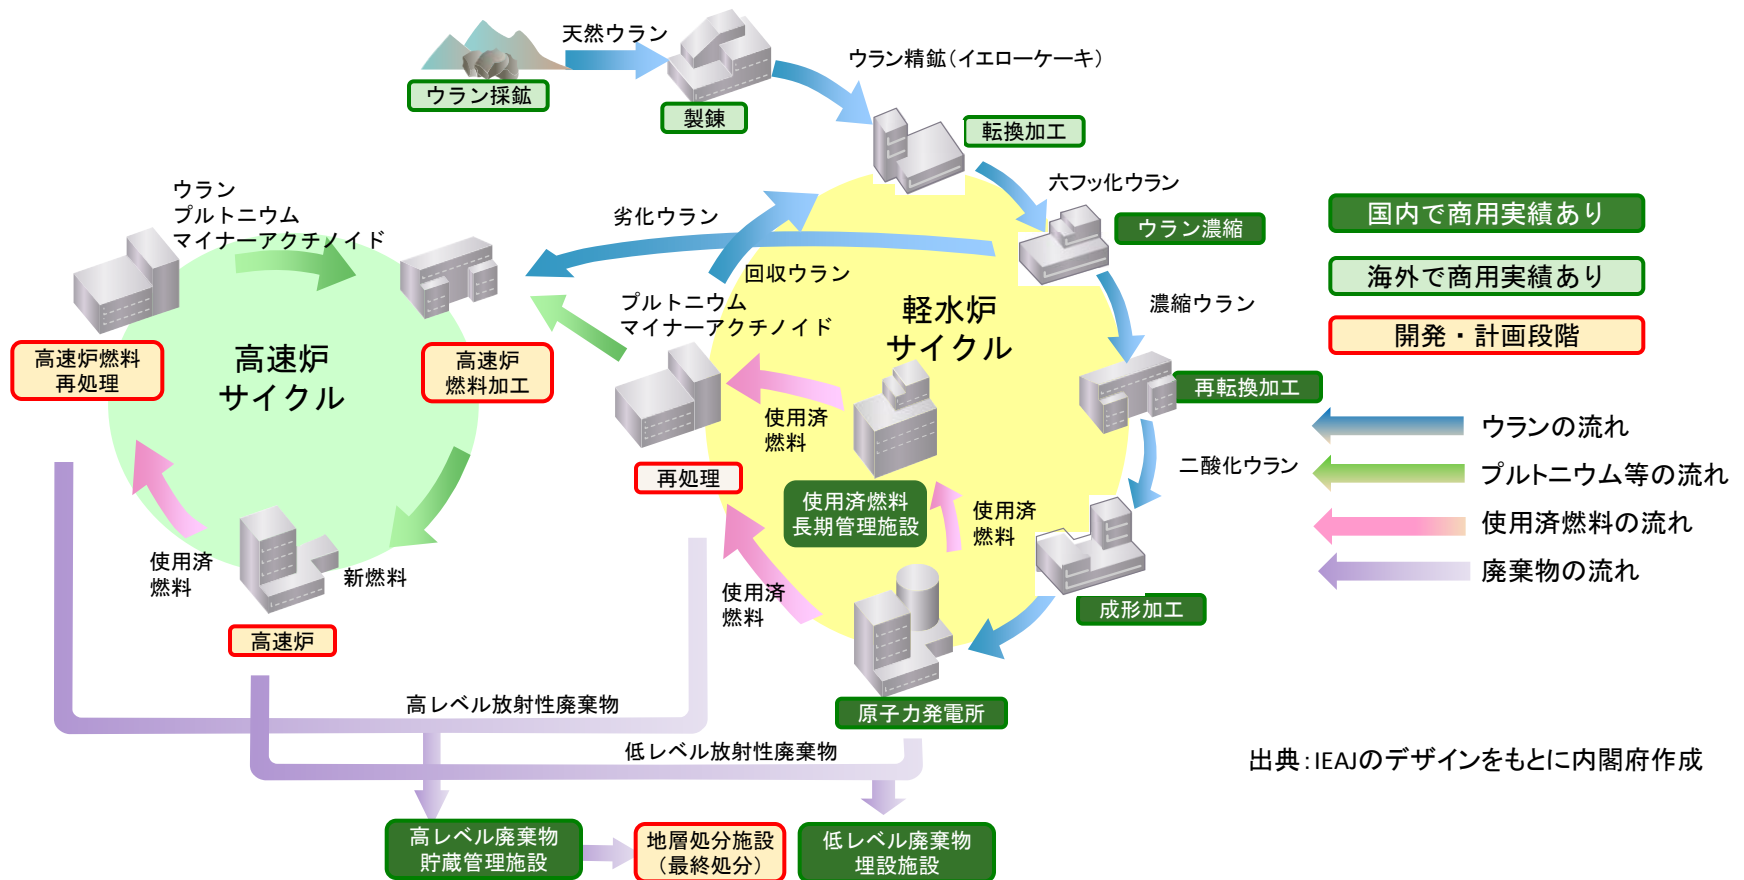 天然ウラン
ウラン採鉱
製錬
ウラン精鉱(イエローケーキ)
転換加工
六フッ化ウラン
ウラン濃縮
濃縮ウラン
再転換加工
二酸化ウラン
成形加工
劣化ウラン
回収ウラン
軽水炉
サイクル
プルトニウム
マイナーアクチノイド
使用済
燃料
再処理
使用済燃料
長期管理施設
使用済
燃料
使用済
燃料
原子力発電所
ウラン
プルトニウム
マイナーアクチノイド
高速炉燃料
再処理
高速炉
サイクル
高速炉
燃料加工
使用済
燃料
新燃料
高速炉
高レベル放射性廃棄物
低レベル放射性廃棄物
高レベル廃棄物
貯蔵管理施設
地層処分施設
(最終処分)
低レベル廃棄物
埋設施設
国内で商用実績あり
海外で商用実績あり
開発・計画段階
ウランの流れ
プルトニウム等の流れ
使用済燃料の流れ
廃棄物の流れ
出典:IEAJのデザインをもとに内閣府作成